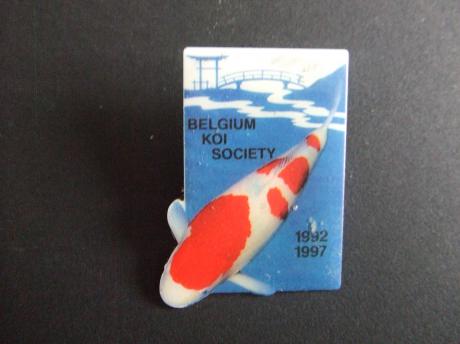 BELGIUM
KOI
SOCIETY
1992
1997